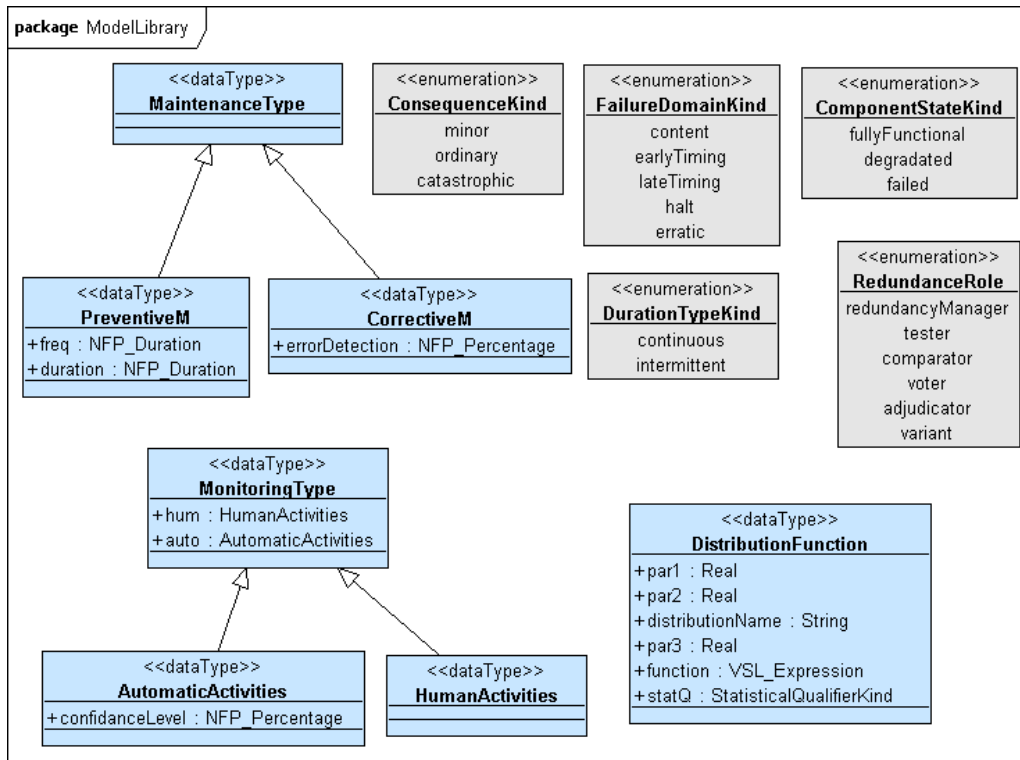 package ModelLibrary
<<dataType>>
MaintenanceType
<<enumeration>>
ConsequenceKind
minor
ordinary
catastrophic
<<enumeration>>
FailureDomainKind
content
earlyTiming
lateTiming
halt
erratic
<<enumeration>>
ComponentStateKind
fullyFunctional
degradated
failed
<<dataType>>
PreventiveM
+freq : NFP_Duration
+duration : NFP_Duration
<<dataType>>
CorrectiveM
+errorDetection : NFP_Percentage
<<enumeration>>
DurationTypeKind
continuous
intermittent
<<enumeration>>
RedundanceRole
redundancyManager
tester
comparator
voter
adjudicator
variant
<<dataType>>
MonitoringType
+hum : HumanActivities
+auto : AutomaticActivities
<<dataType>>
DistributionFunction
+par1 : Real
+par2 : Real
+distributionName : String
+par3 : Real
+function : VSL_Expression
+statQ : StatisticalQualifierKind
<<dataType>>
AutomaticActivities
+confidanceLevel : NFP_Percentage
<<dataType>>
HumanActivities